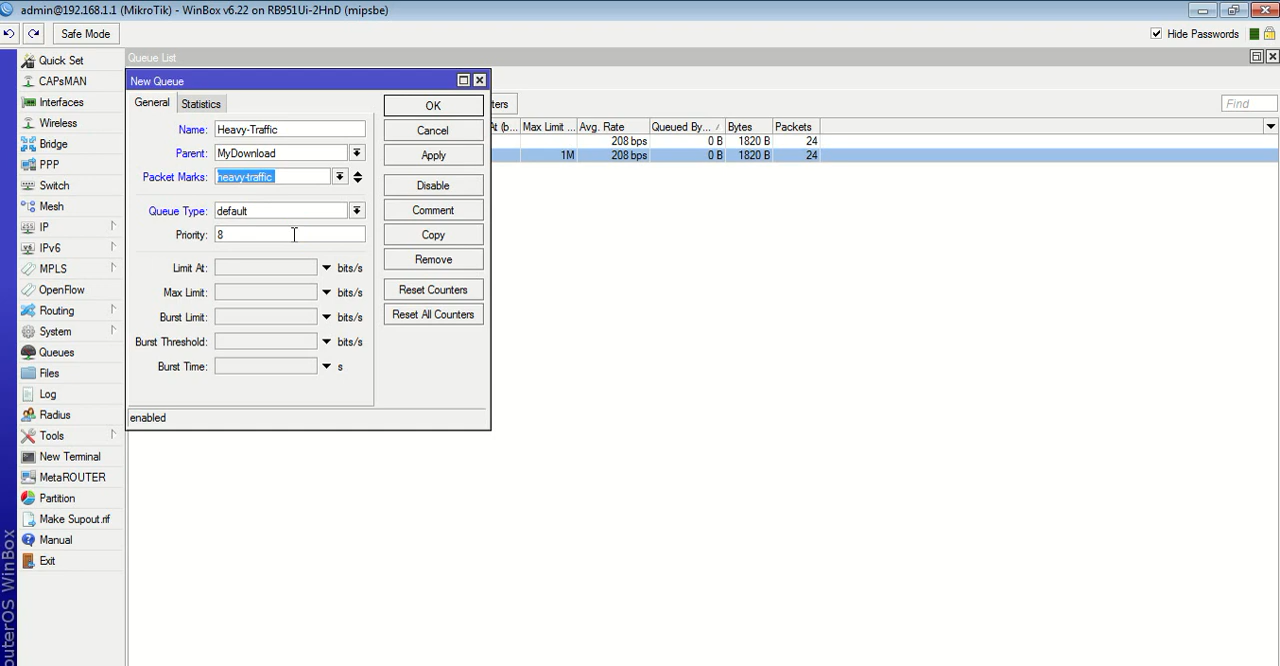 admin@192.168.1.1 (MikroTik) - WinBox v6.22 on RB951Ui-2HnD (mipsbe)
Safe Mode
Hide Passwords
Quick Set
CAPsMAN
Interfaces
Wireless
Bridge
PPP
Switch
Mesh
IP
IPv6
MPLS
OpenFlow
Routing
System
Queues
Files
Log
Radius
Tools
New Terminal
MetaROUTER
Partition
Make Supout.rif
Manual
Exit
outerOS WinBox
Queue List
New Queue
General Statistics
Name: Heavy-Traffic
Parent: MyDownload
Packet Marks: heavy-traffic
Queue Type: default
Priority: 8
Limit At: bits/s
Max Limit: bits/s
Burst Limit: bits/s
Burst Threshold: bits/s
Burst Time: s
enabled
OK
Cancel
Apply
Disable
Comment
Copy
Remove
Reset Counters
Reset All Counters
ters
Find
At (b... Max Limit ... Avg. Rate Queued By... Bytes Packets
208 bps 0 B 1820 B 24
1M 208 bps 0 B 1820 B 24